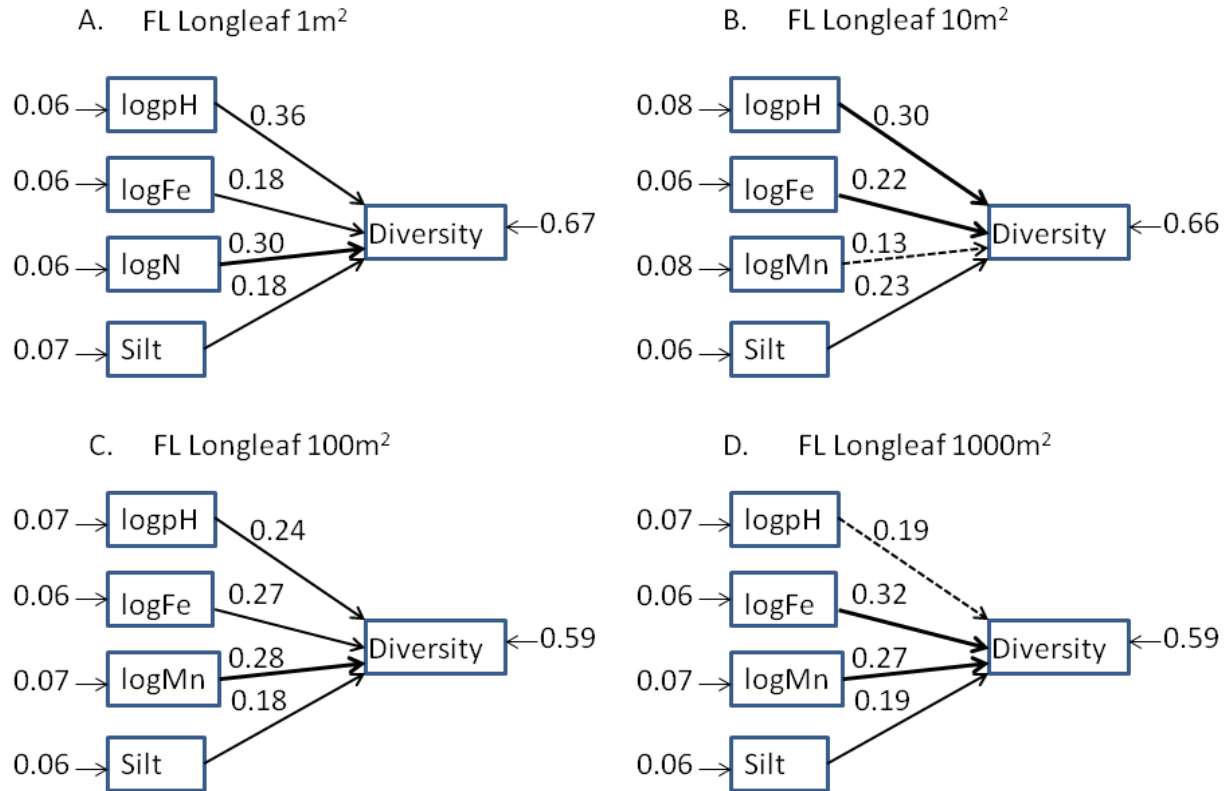 A. FL Longleaf 1m²
0.06 logpH 0.36
0.06 logFe 0.18
0.06 logN 0.30
0.07 Silt 0.18
Diversity 0.67
B. FL Longleaf 10m²
0.08 logpH 0.30
0.06 logFe 0.22
0.08 logMn 0.13
0.06 Silt 0.23
Diversity 0.66
C. FL Longleaf 100m²
0.07 logpH 0.24
0.06 logFe 0.27
0.07 logMn 0.28
0.06 Silt 0.18
Diversity 0.59
D. FL Longleaf 1000m²
0.07 logpH 0.19
0.06 logFe 0.32
0.07 logMn 0.27
0.06 Silt 0.19
Diversity 0.59